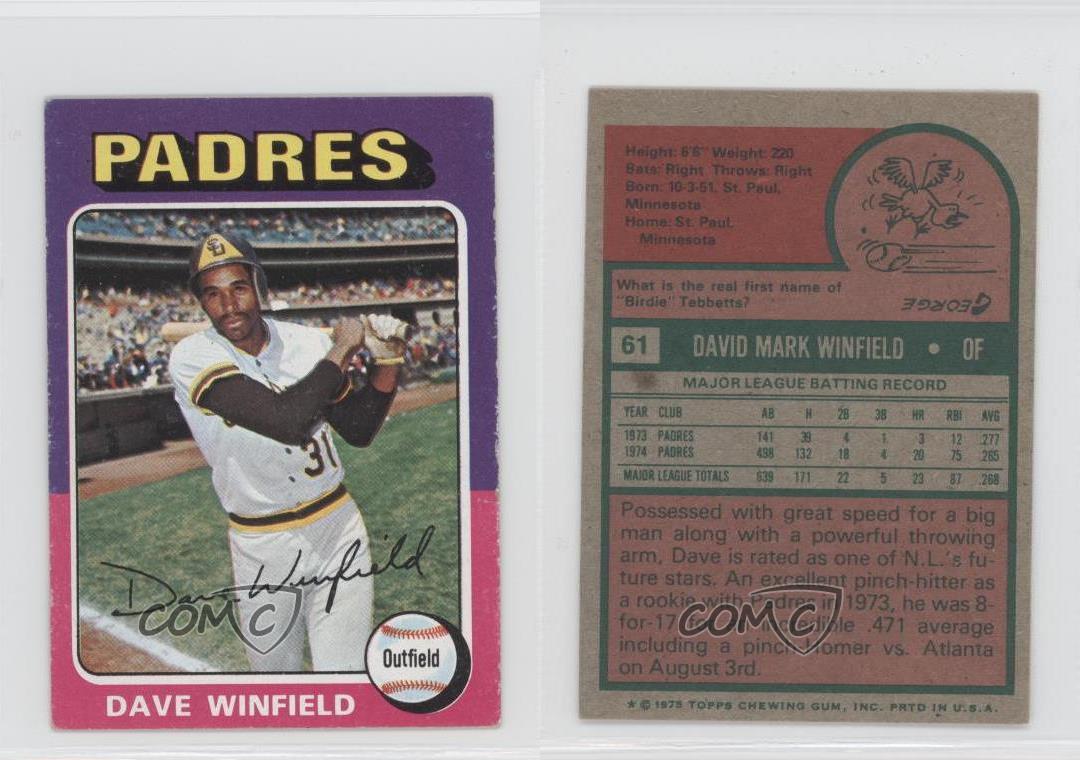 PADRES
SD
31
Dave Winfield
COMC
Outfield
DAVE WINFIELD
Height: 6'6" Weight: 220
Bats: Right Throws: Right
Born: 10-3-51, St. Paul,
Minnesota
Home: St. Paul,
Minnesota
What is the real first name of
"Birdie" Tebbetts?
GEORGE
61 DAVID MARK WINFIELD • OF
MAJOR LEAGUE BATTING RECORD
YEAR CLUB AB H 2B 3B HR RBI AVG
1973 PADRES 141 39 4 1 3 12 .277
1974 PADRES 498 132 18 4 20 75 .265
MAJOR LEAGUE TOTALS 639 171 22 5 23 87 .268
Possessed with great speed for a big
man along with a powerful throwing
arm, Dave is rated as one of N.L.'s fu-
ture stars. An excellent pinch-hitter as
a rookie with Padres in 1973, he was 8-
for-17 for an incredible .471 average
including a pinch-homer vs. Atlanta
on August 3rd.
COMC
* © 1975 TOPPS CHEWING GUM, INC. PRTD IN U.S.A.